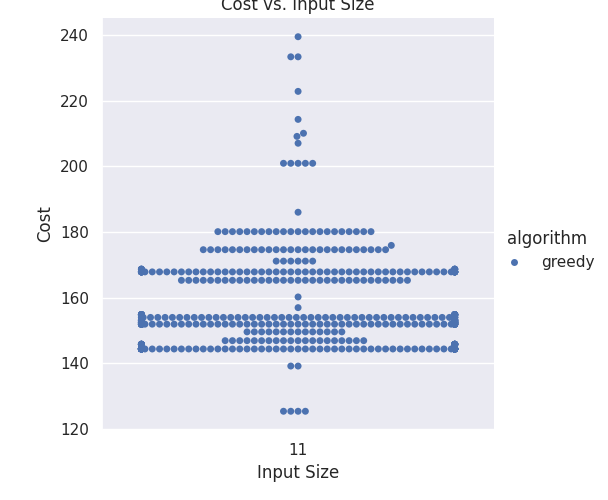 Cost vs. Input Size
240
220
200
180
160
140
120
Cost
11
Input Size
algorithm
greedy